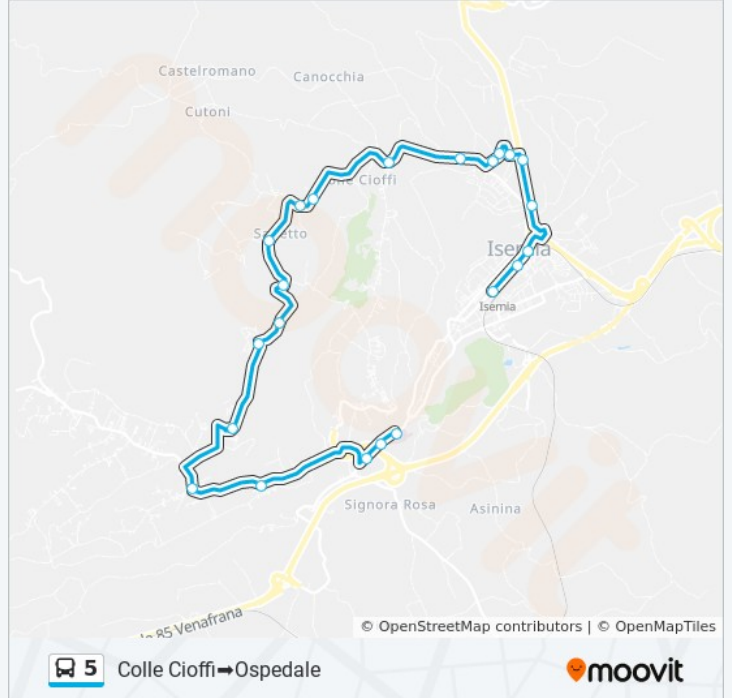 Castelromano
Canocchia
Cutoni
Colle Cioffi
Isernia
Isernia
Signora Rosa
Asinina
85 Venafrana
© OpenStreetMap contributors | © OpenMapTiles
5 Colle Cioffi➡Ospedale
moovit